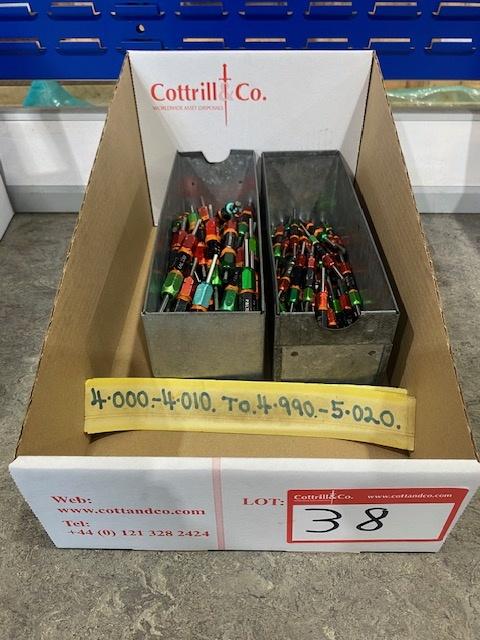 Cottrill&Co.
WORLDWIDE ASSET DISPOSALS
4.000.-4.010. TO.4.990.-5.020.
Web:
www.cottandco.com
Tel:
+44 (0) 121 328 2424
LOT:
Cottrill&Co. www.cottandco.com
38